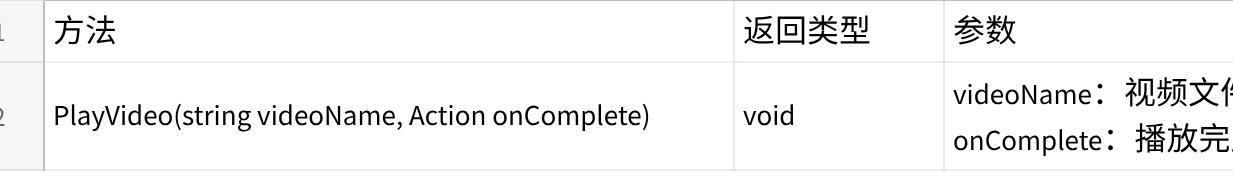 1 方法 返回类型 参数
2 PlayVideo(string videoName, Action onComplete) void videoName：视频文件
onComplete：播放完